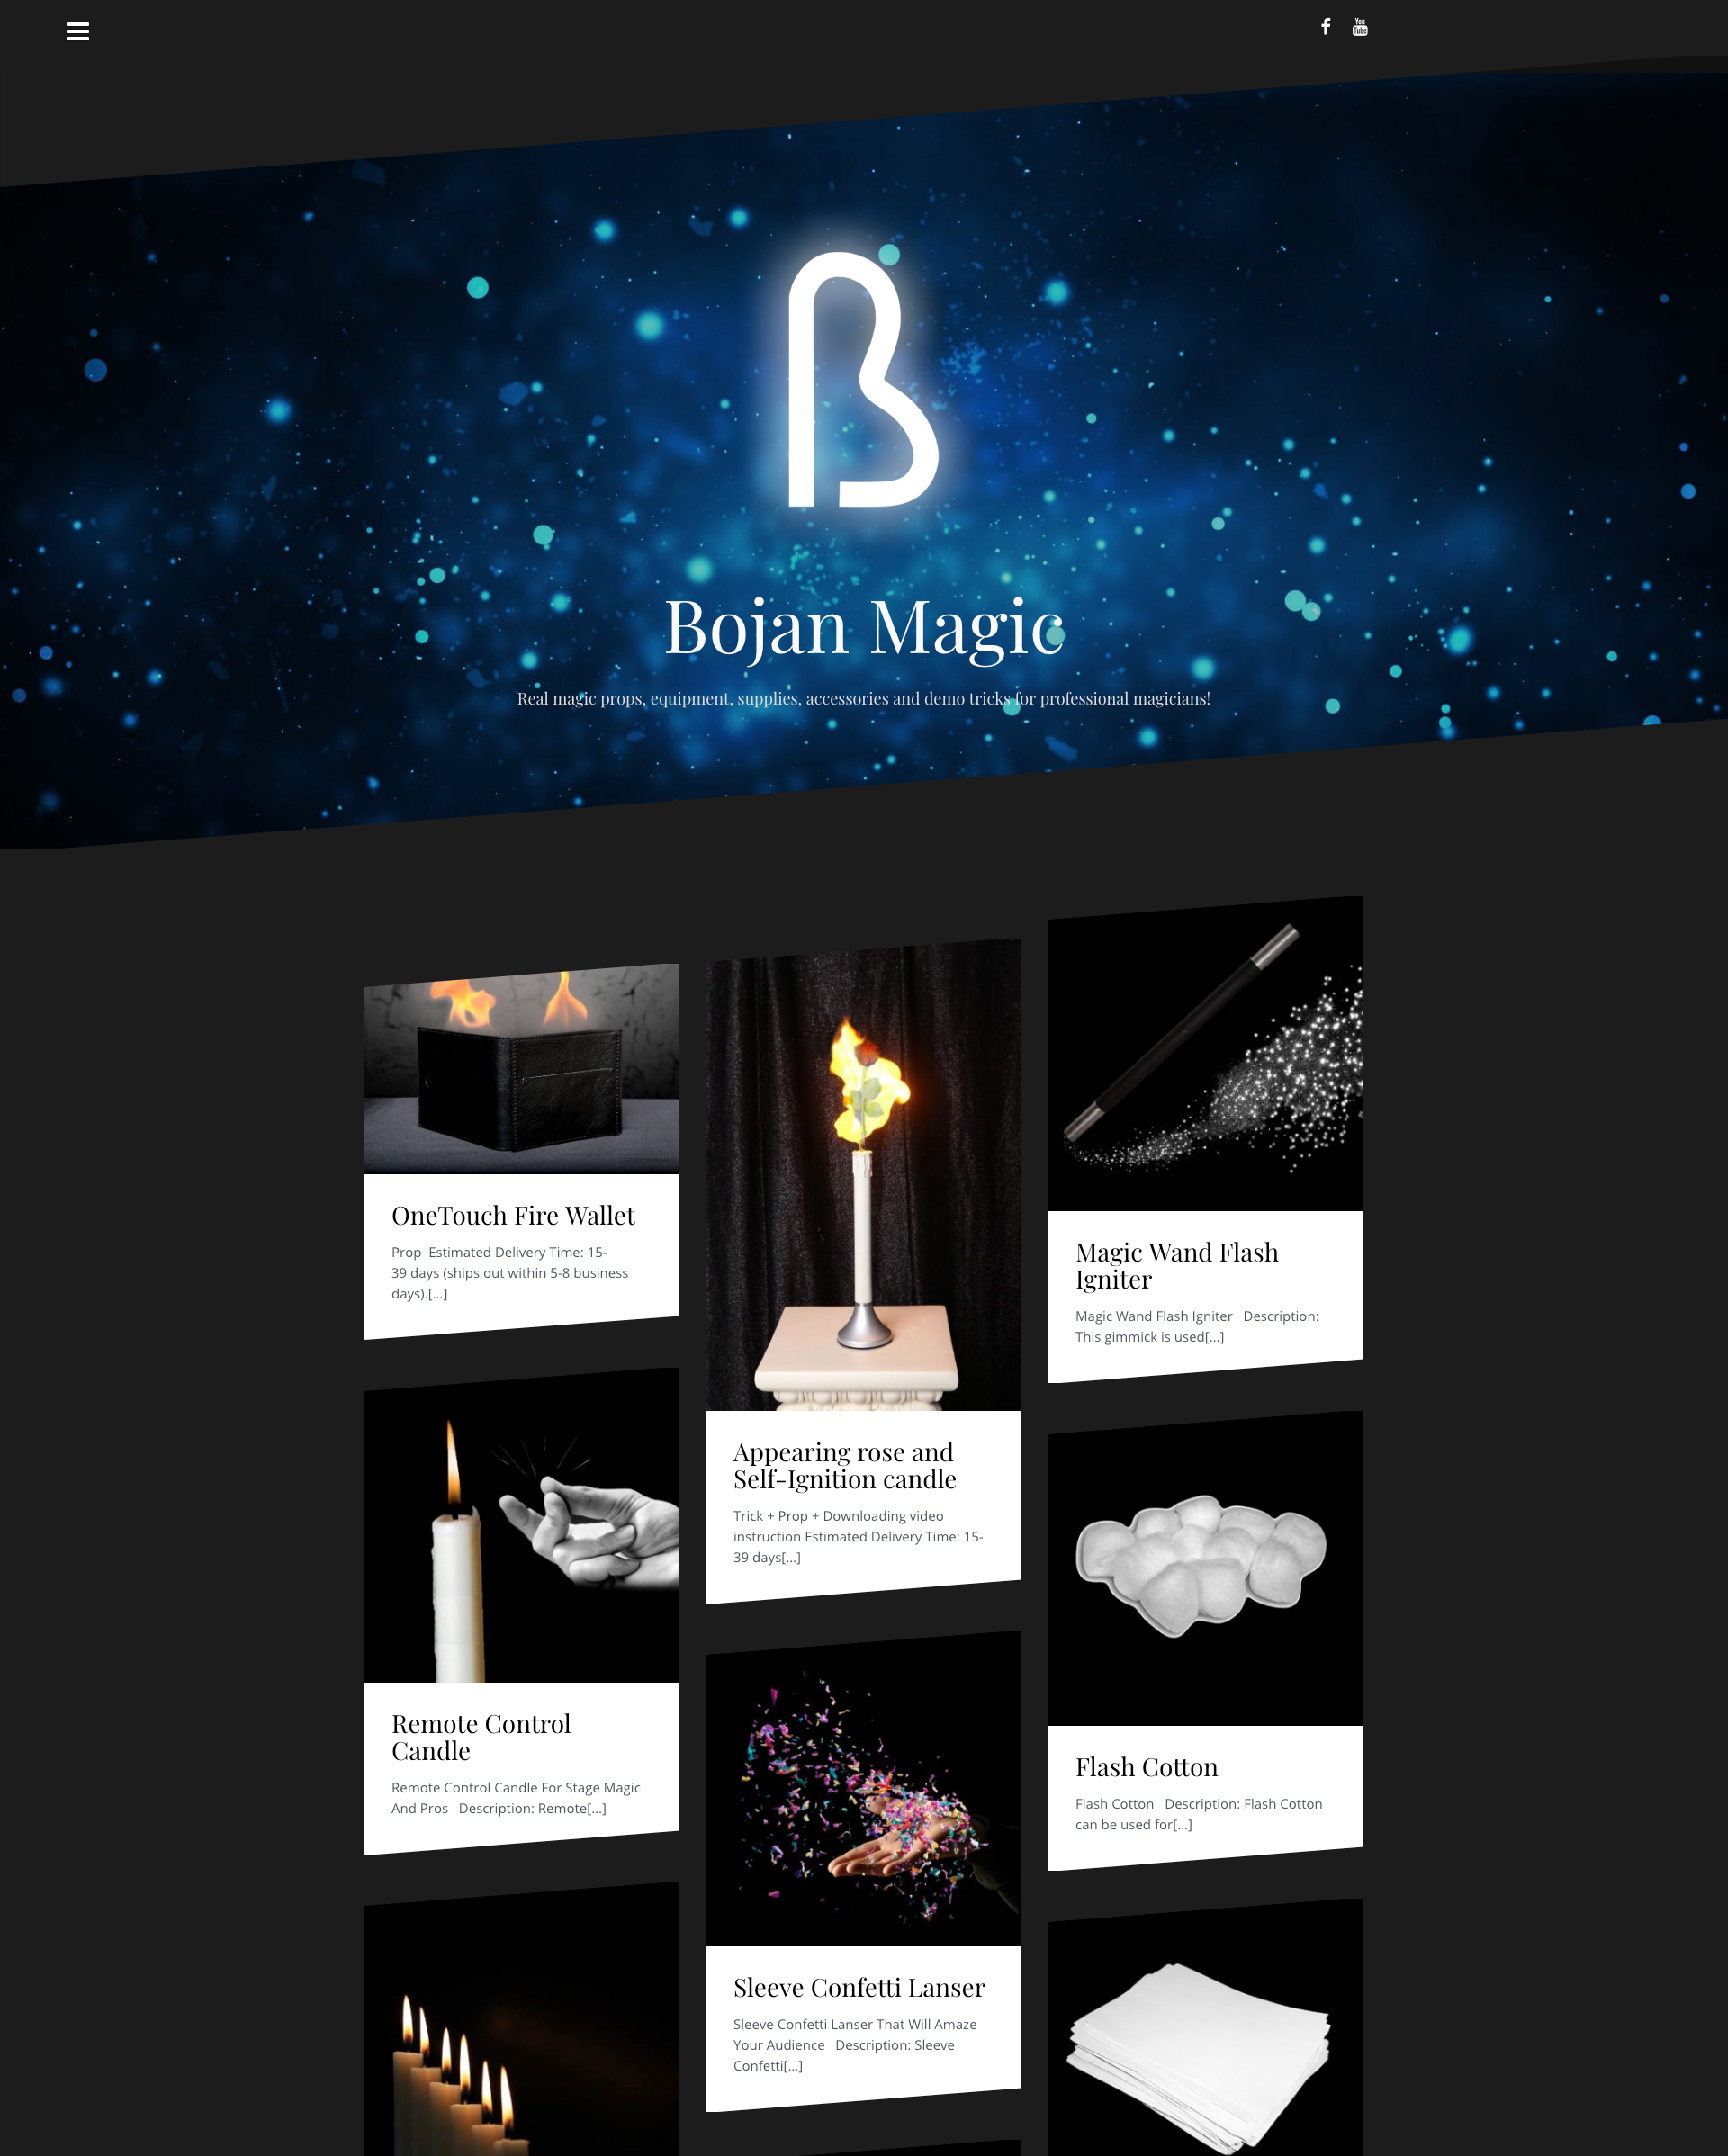 You
Tube
B
Bojan Magic
Real magic props, equipment, supplies, accessories and demo tricks for professional magicians!
OneTouch Fire Wallet
Prop  Estimated Delivery Time: 15-
39 days (ships out within 5-8 business
days).[...]
Remote Control
Candle
Remote Control Candle For Stage Magic
And Pros   Description: Remote[...]
Appearing rose and
Self-Ignition candle
Trick + Prop + Downloading video
instruction Estimated Delivery Time: 15-
39 days[...]
Sleeve Confetti Lanser
Sleeve Confetti Lanser That Will Amaze
Your Audience   Description: Sleeve
Confetti[...]
Magic Wand Flash
Igniter
Magic Wand Flash Igniter   Description:
This gimmick is used[...]
Flash Cotton
Flash Cotton   Description: Flash Cotton
can be used for[...]